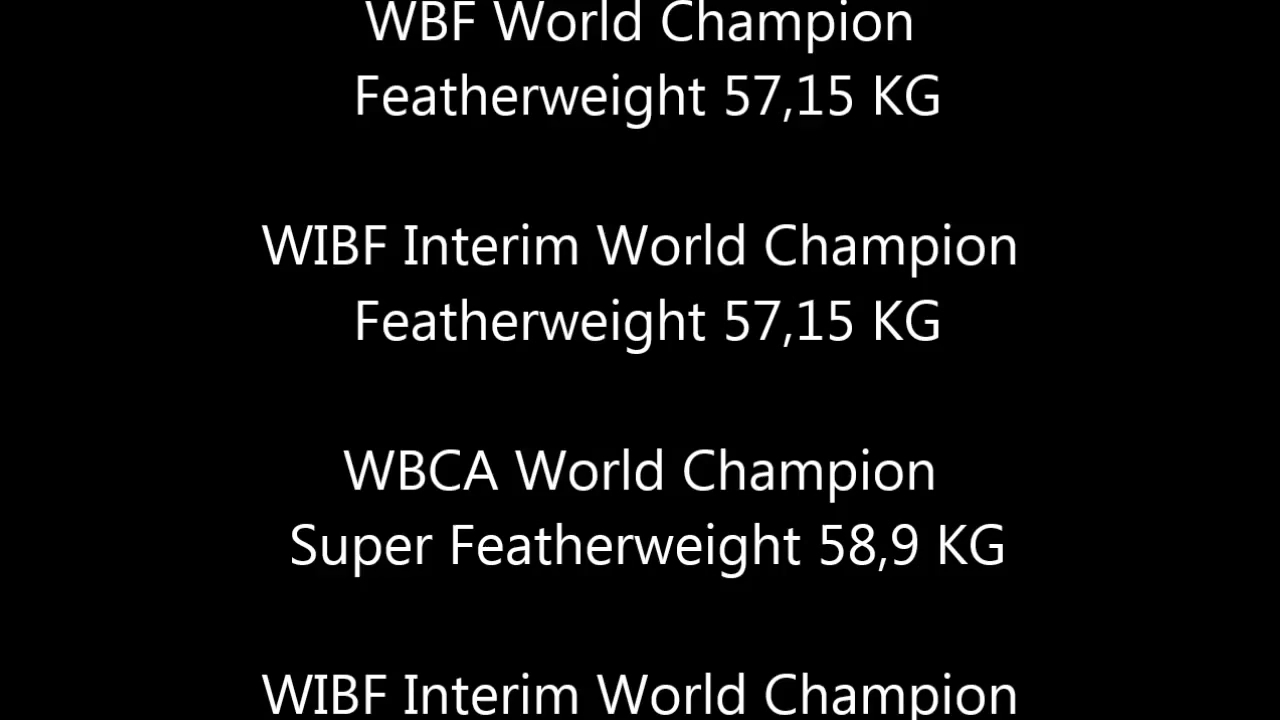 WBF World Champion
Featherweight 57,15 KG
WIBF Interim World Champion
Featherweight 57,15 KG
WBCA World Champion
Super Featherweight 58,9 KG
WIBF Interim World Champion